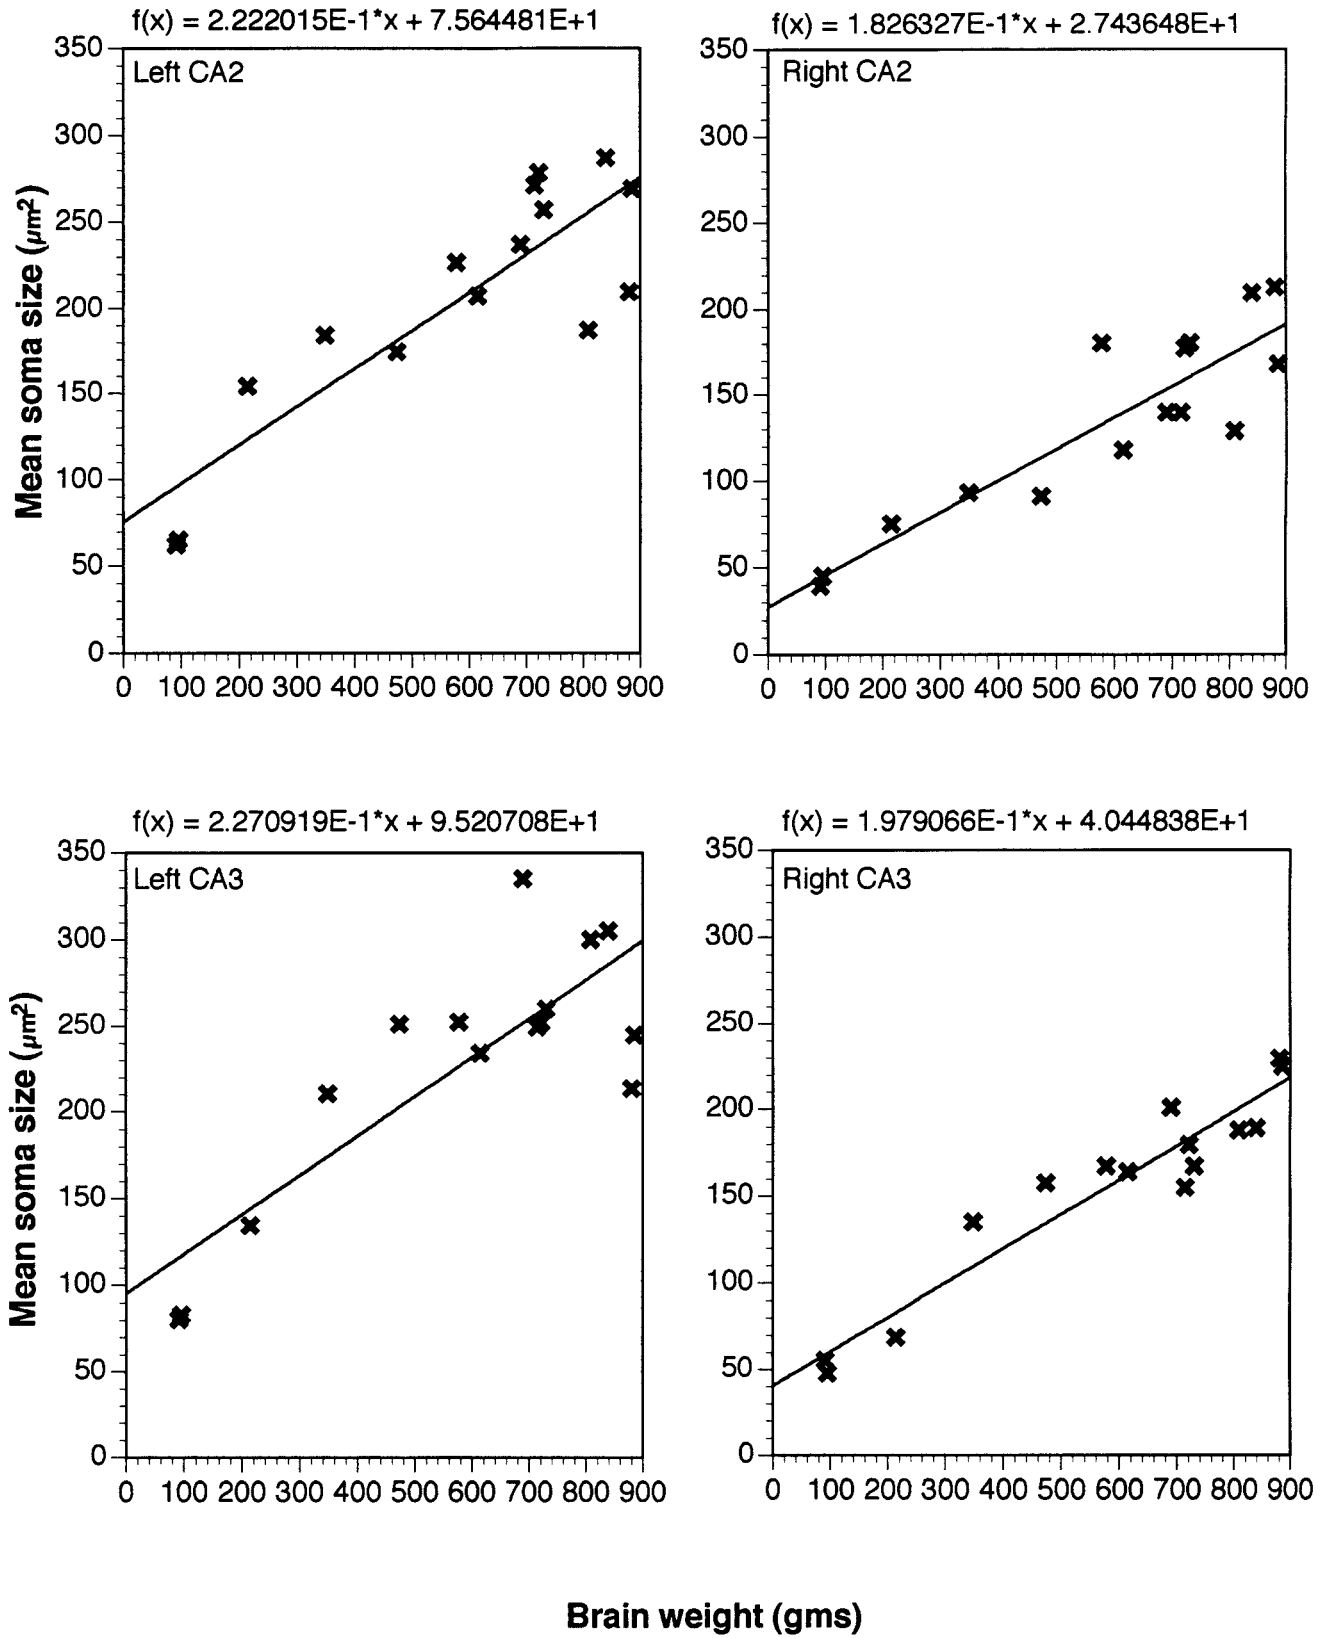 f(x) = 2.222015E-1*x + 7.564481E+1
f(x) = 1.826327E-1*x + 2.743648E+1
Left CA2
350
300
250
200
150
100
50
0
0 100 200 300 400 500 600 700 800 900
Mean soma size (µm²)
Right CA2
350
300
250
200
150
100
50
0
0 100 200 300 400 500 600 700 800 900
f(x) = 2.270919E-1*x + 9.520708E+1
f(x) = 1.979066E-1*x + 4.044838E+1
Left CA3
350
300
250
200
150
100
50
0
0 100 200 300 400 500 600 700 800 900
Mean soma size (µm²)
Right CA3
350
300
250
200
150
100
50
0
0 100 200 300 400 500 600 700 800 900
Brain weight (gms)